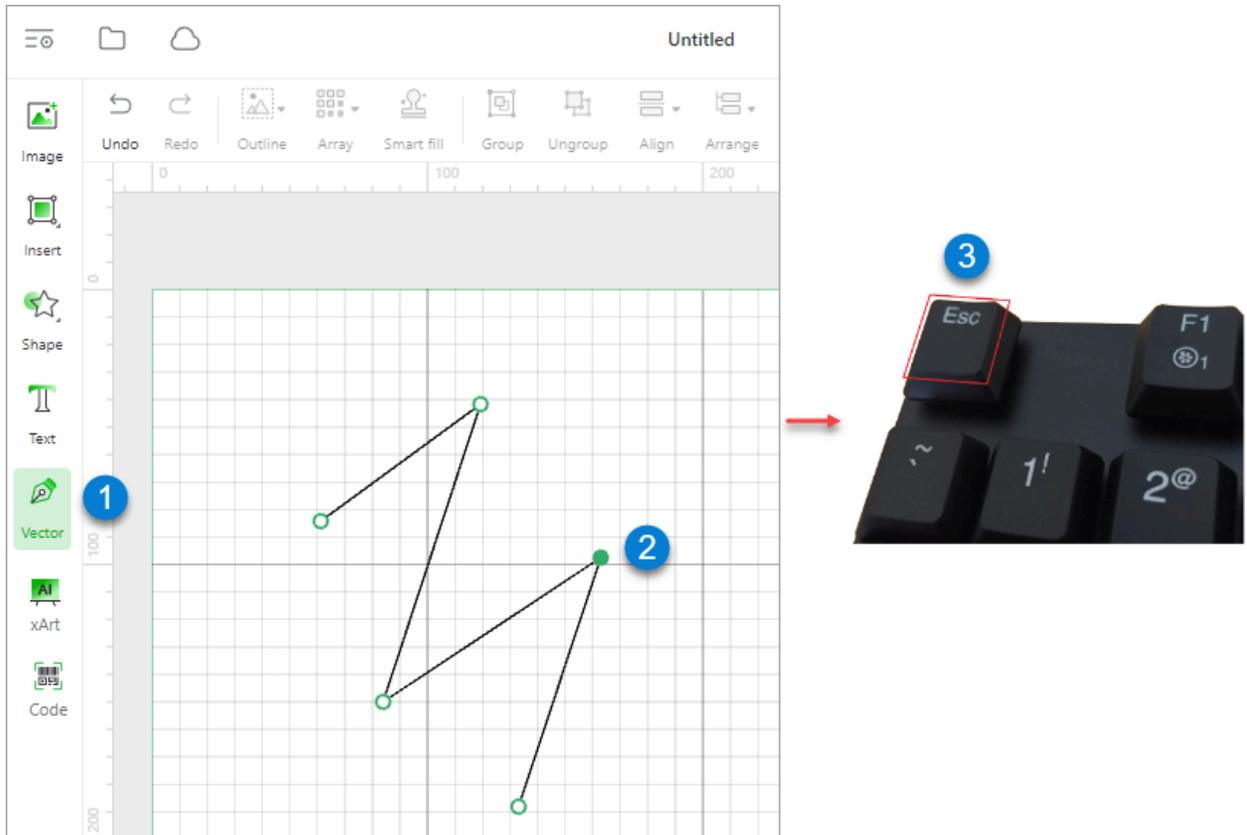 Untitled
Undo
Redo
Outline
Array
Smart fill
Group
Ungroup
Align
Arrange
Image
Insert
Shape
Text
Vector
AI
xArt
Code
0
100
200
0
100
200
1
2
3
Esc
F1
1
`~
1!
2@